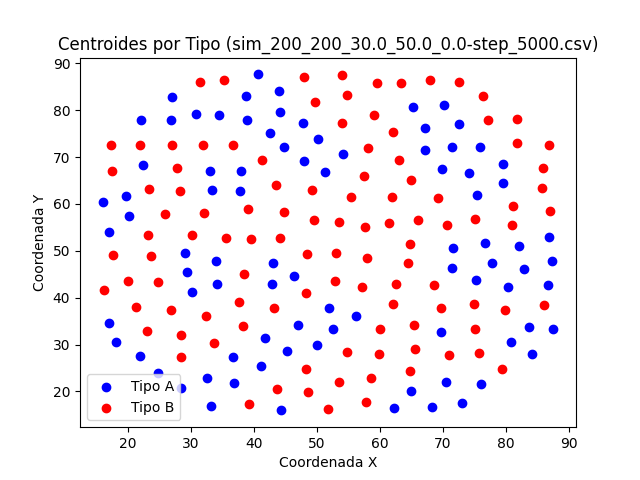 Centroides por Tipo (sim_200_200_30.0_50.0_0.0-step_5000.csv)
90
80
70
60
50
40
30
20
Coordenada Y
Tipo A
Tipo B
20 30 40 50 60 70 80 90
Coordenada X